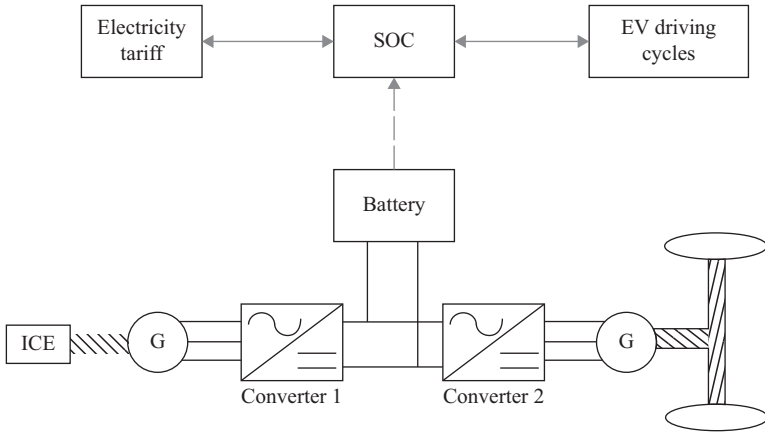 Electricity
tariff
SOC
EV driving
cycles
Battery
ICE
G
G
Converter 1
Converter 2